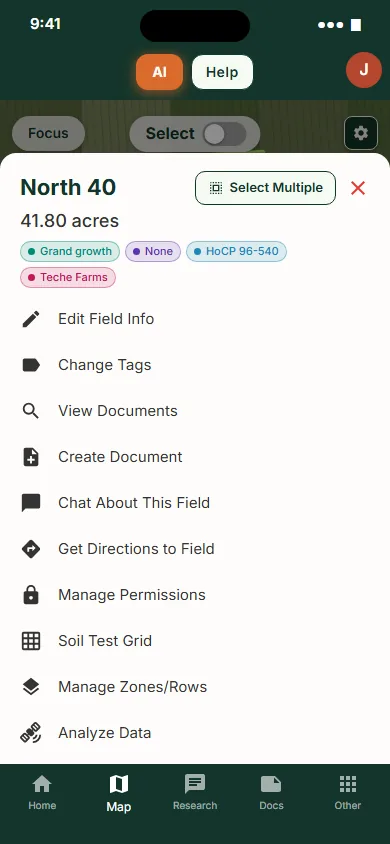 9:41
AI Help J
Focus Select
North 40 Select Multiple
41.80 acres
Grand growth None HoCP 96-540
Teche Farms
Edit Field Info
Change Tags
View Documents
Create Document
Chat About This Field
Get Directions to Field
Manage Permissions
Soil Test Grid
Manage Zones/Rows
Analyze Data
Home Map Research Docs Other